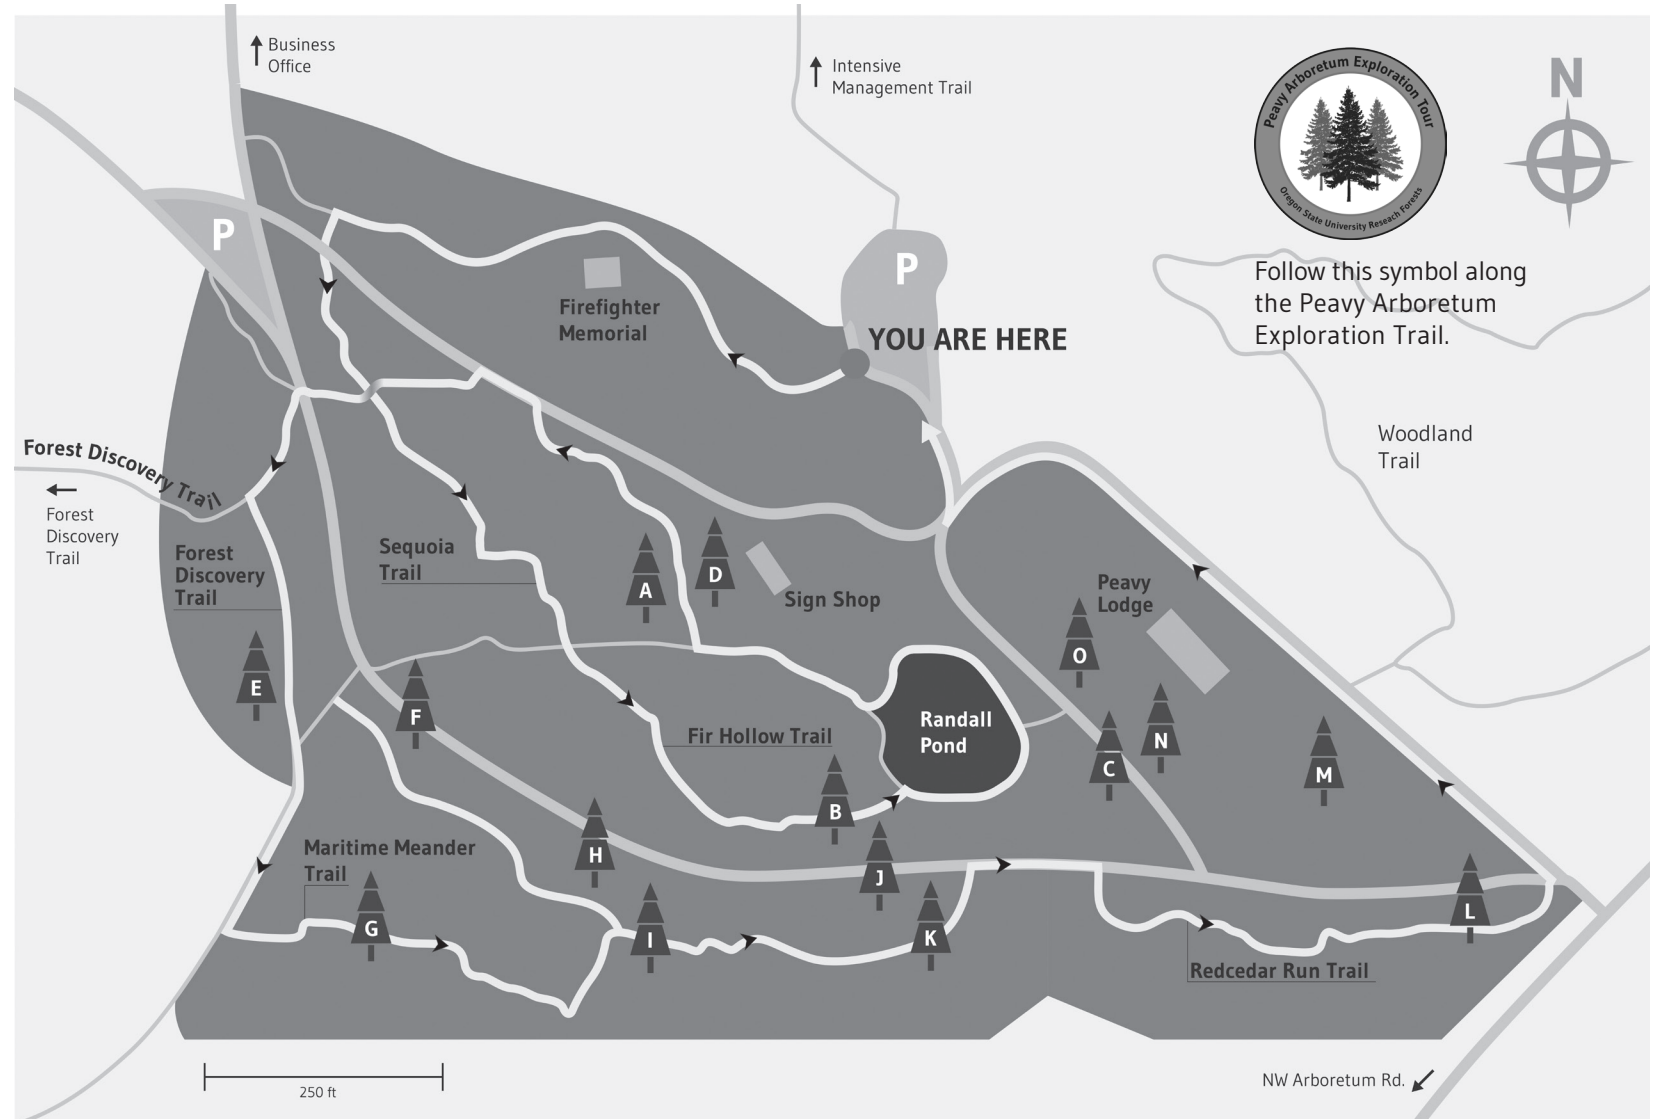 Business
Office
Intensive
Management Trail
Peavy Arboretum Exploration Tour
Oregon State University Reseach Forests
N
P
P
Follow this symbol along
the Peavy Arboretum
Exploration Trail.
Firefighter
Memorial
YOU ARE HERE
Woodland
Trail
Forest Discovery Trail
Forest
Discovery
Trail
Forest
Discovery
Trail
Sequoia
Trail
A
D
Sign Shop
Peavy
Lodge
O
E
F
Fir Hollow Trail
Randall
Pond
N
C
M
B
Maritime Meander
Trail
H
J
G
I
K
L
Redcedar Run Trail
250 ft
NW Arboretum Rd.